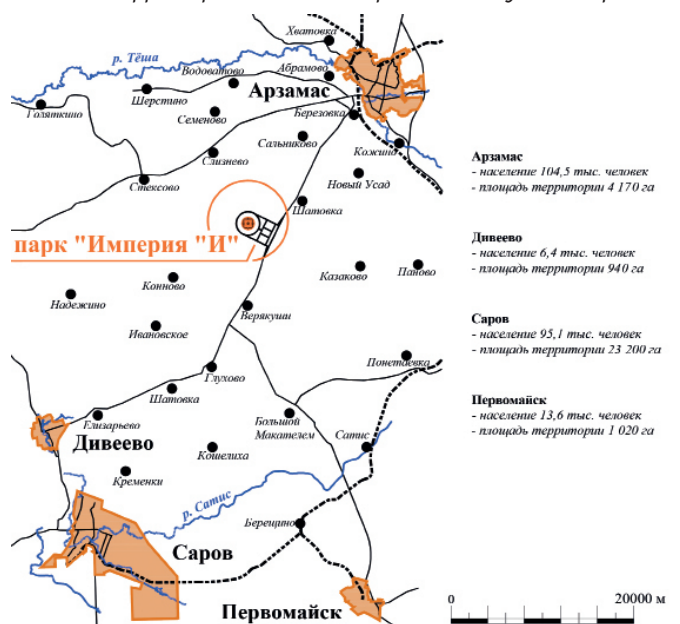 Хватовка
р. Тёша
Водоватово
Абрамово
Шерстино
Арзамас
Голяткино
Семеново
Березовка
Сальниково
Кожино
Слизнево
Стексово
Новый Усад
Шатовка
парк "Империя "И"
Казаково
Паново
Конново
Надежино
Верякуши
Ивановское
Понетаевка
Глухово
Шатовка
Елизарьево
Большой
Макателем
Сатис
Дивеево
Кошелиха
Кременки
р. Сатис
Берещино
Саров
Первомайск
Арзамас
- население 104,5 тыс. человек
- площадь территории 4 170 га
Дивеево
- население 6,4 тыс. человек
- площадь территории 940 га
Саров
- население 95,1 тыс. человек
- площадь территории 23 200 га
Первомайск
- население 13,6 тыс. человек
- площадь территории 1 020 га
0
20000 м